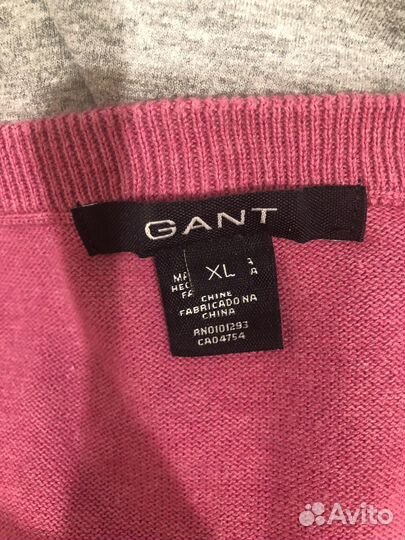 GANT
XL
CHINE
FABRICADO NA
CHINA
RN0101293
CA04754
Avito